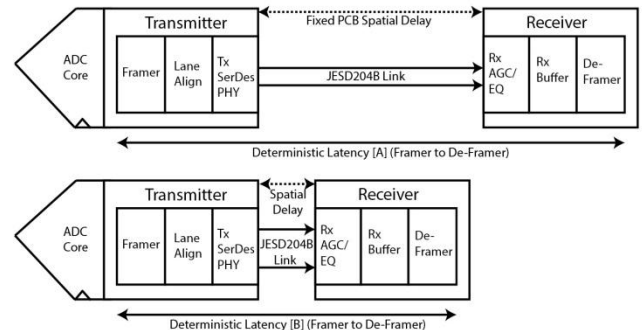 Transmitter
Fixed PCB Spatial Delay
Receiver
ADC
Core
Framer
Lane
Align
Tx
SerDes
PHY
JESD204B Link
Rx
AGC/
EQ
Rx
Buffer
De-
Framer
Deterministic Latency [A] (Framer to De-Framer)
Transmitter
Spatial
Delay
Receiver
ADC
Core
Framer
Lane
Align
Tx
SerDes
PHY
JESD204B
Link
Rx
AGC/
EQ
Rx
Buffer
De-
Framer
Deterministic Latency [B] (Framer to De-Framer)